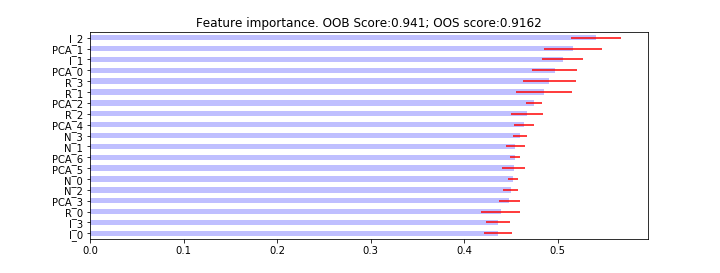 Feature importance. OOB Score:0.941; OOS score:0.9162
I_2
PCA_1
I_1
PCA_0
R_3
R_1
PCA_2
R_2
PCA_4
N_3
N_1
PCA_6
PCA_5
N_0
N_2
PCA_3
R_0
I_3
I_0
0.0 0.1 0.2 0.3 0.4 0.5